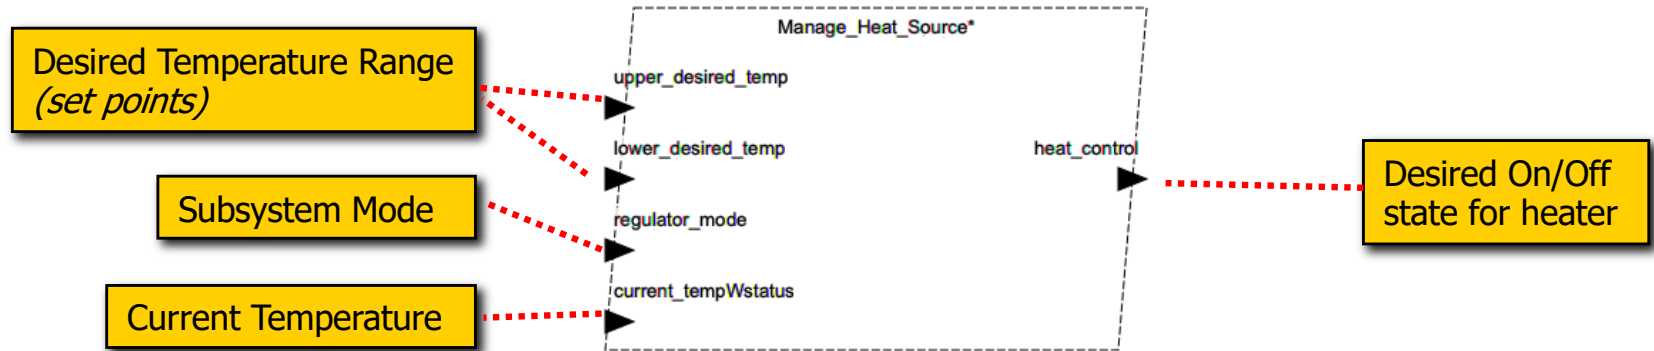 Manage_Heat_Source*
Desired Temperature Range
(set points)
upper_desired_temp
lower_desired_temp
heat_control
Desired On/Off
state for heater
Subsystem Mode
regulator_mode
current_tempWstatus
Current Temperature